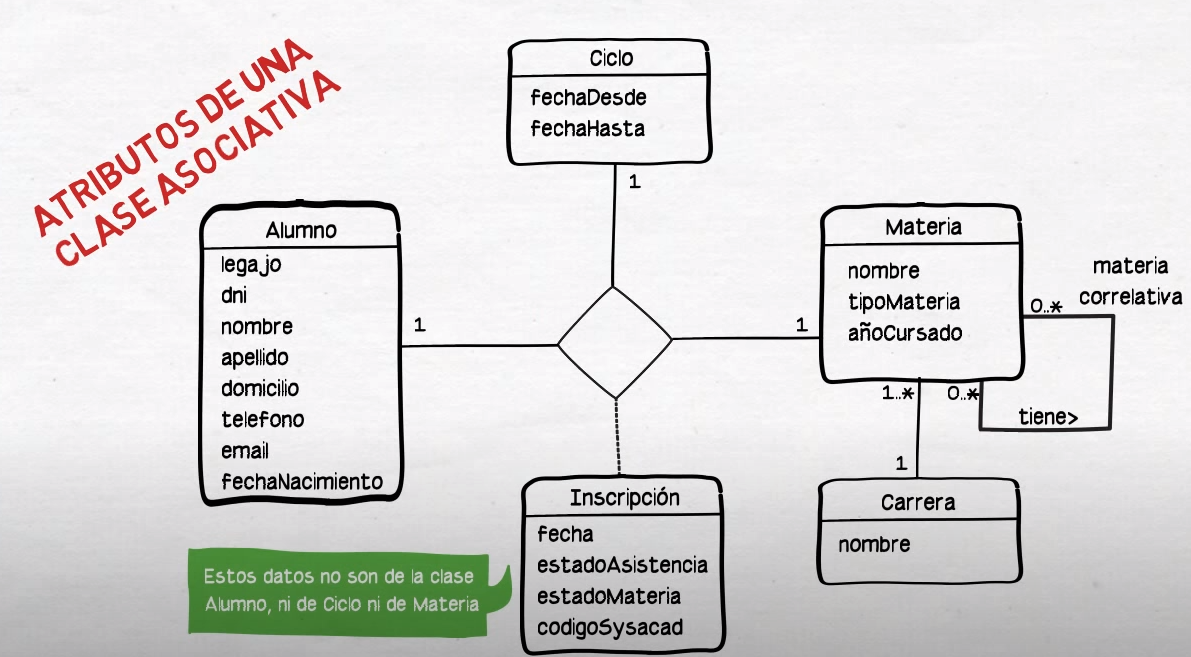 ATRIBUTOS DE UNA
CLASE ASOCIATIVA
Ciclo
fechaDesde
fechaHasta
1
Alumno
legajo
dni
nombre
apellido
domicilio
telefono
email
fechaNacimiento
1
1
Materia
nombre
tipoMateria
añoCursado
materia
correlativa
0..*
1..*
0..*
tiene>
1
Carrera
nombre
Inscripción
fecha
estadoAsistencia
estadoMateria
codigoSysacad
Estos datos no son de la clase
Alumno, ni de Ciclo ni de Materia